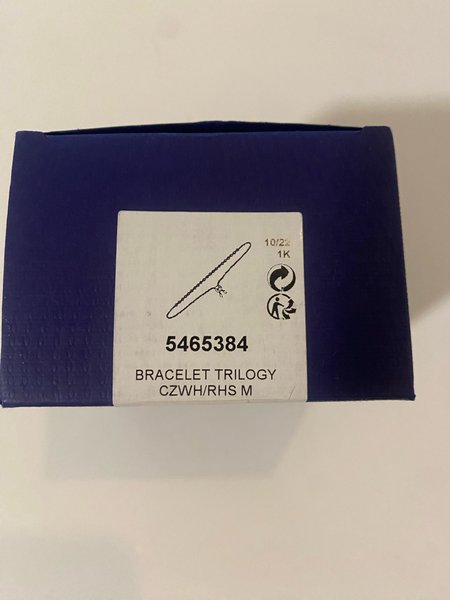 10/22
1K
5465384
BRACELET TRILOGY
CZWH/RHS M